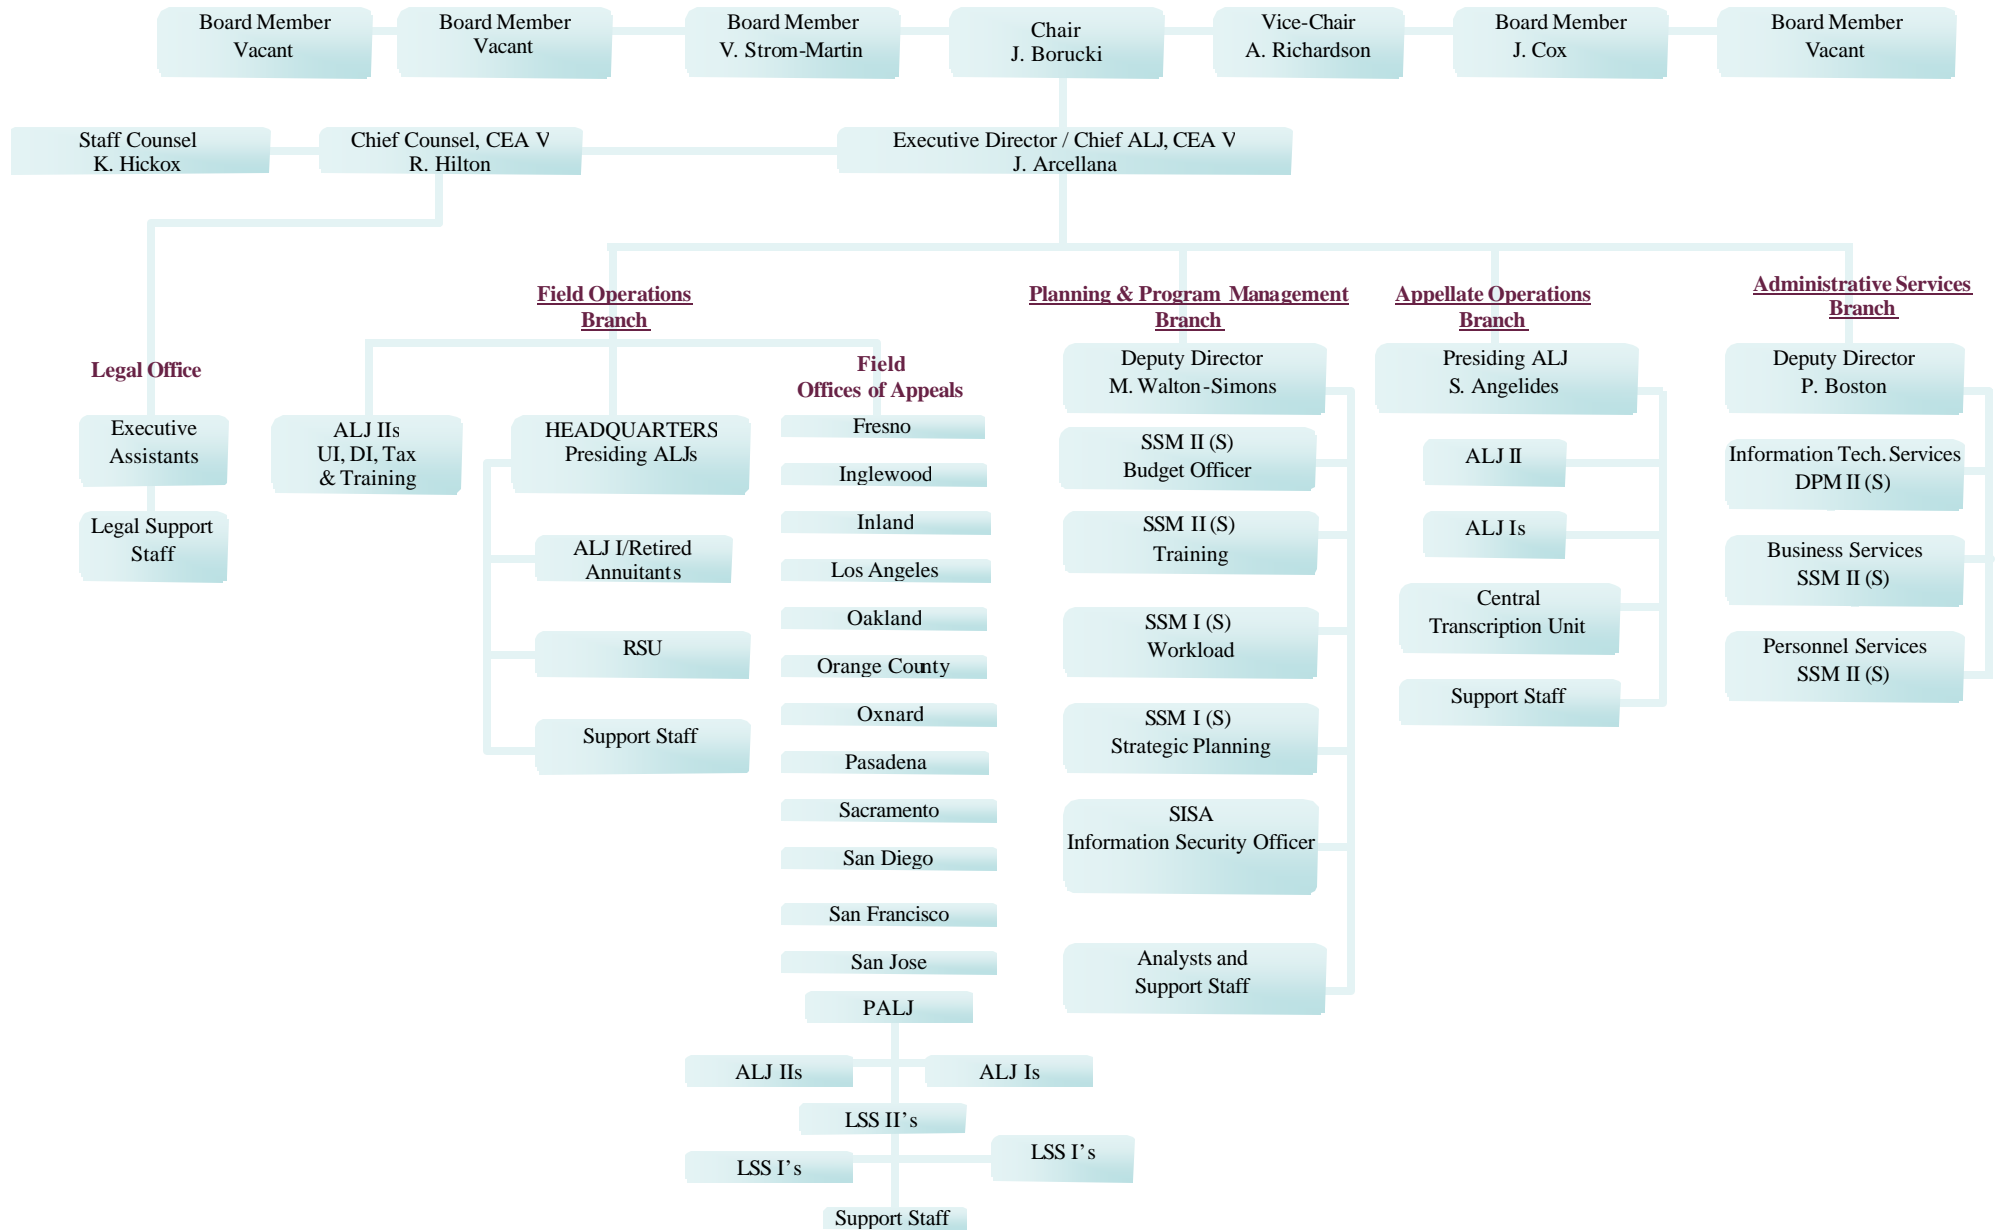 Board Member
Vacant
Board Member
Vacant
Board Member
V. Strom-Martin
Chair
J. Borucki
Vice-Chair
A. Richardson
Board Member
J. Cox
Board Member
Vacant
Staff Counsel
K. Hickox
Chief Counsel, CEA V
R. Hilton
Executive Director / Chief ALJ, CEA V
J. Arcellana
Legal Office
Executive
Assistants
Legal Support
Staff
Field Operations
Branch
ALJ IIs
UI, DI, Tax
& Training
HEADQUARTERS
Presiding ALJs
ALJ I/Retired
Annuitants
RSU
Support Staff
Field
Offices of Appeals
Fresno
Inglewood
Inland
Los Angeles
Oakland
Orange County
Oxnard
Pasadena
Sacramento
San Diego
San Francisco
San Jose
PALJ
ALJ IIs
ALJ Is
LSS II's
LSS I's
LSS I's
Support Staff
Planning & Program Management
Branch
Deputy Director
M. Walton-Simons
SSM II (S)
Budget Officer
SSM II (S)
Training
SSM I (S)
Workload
SSM I (S)
Strategic Planning
SISA
Information Security Officer
Analysts and
Support Staff
Appellate Operations
Branch
Presiding ALJ
S. Angelides
ALJ II
ALJ Is
Central
Transcription Unit
Support Staff
Administrative Services
Branch
Deputy Director
P. Boston
Information Tech. Services
DPM II (S)
Business Services
SSM II (S)
Personnel Services
SSM II (S)